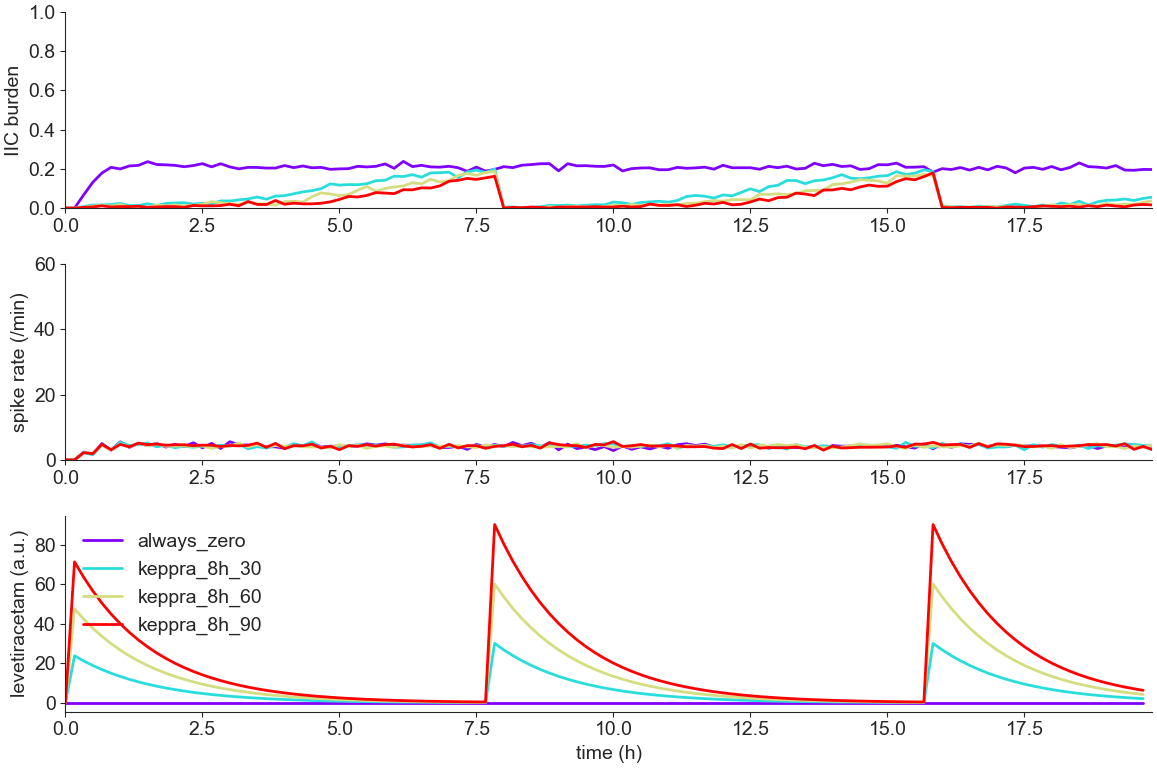 IIC burden
1.0
0.8
0.6
0.4
0.2
0.0
0.0 2.5 5.0 7.5 10.0 12.5 15.0 17.5
spike rate (/min)
60
40
20
0
0.0 2.5 5.0 7.5 10.0 12.5 15.0 17.5
levetiracetam (a.u.)
80
60
40
20
0
always_zero
keppra_8h_30
keppra_8h_60
keppra_8h_90
0.0 2.5 5.0 7.5 10.0 12.5 15.0 17.5
time (h)